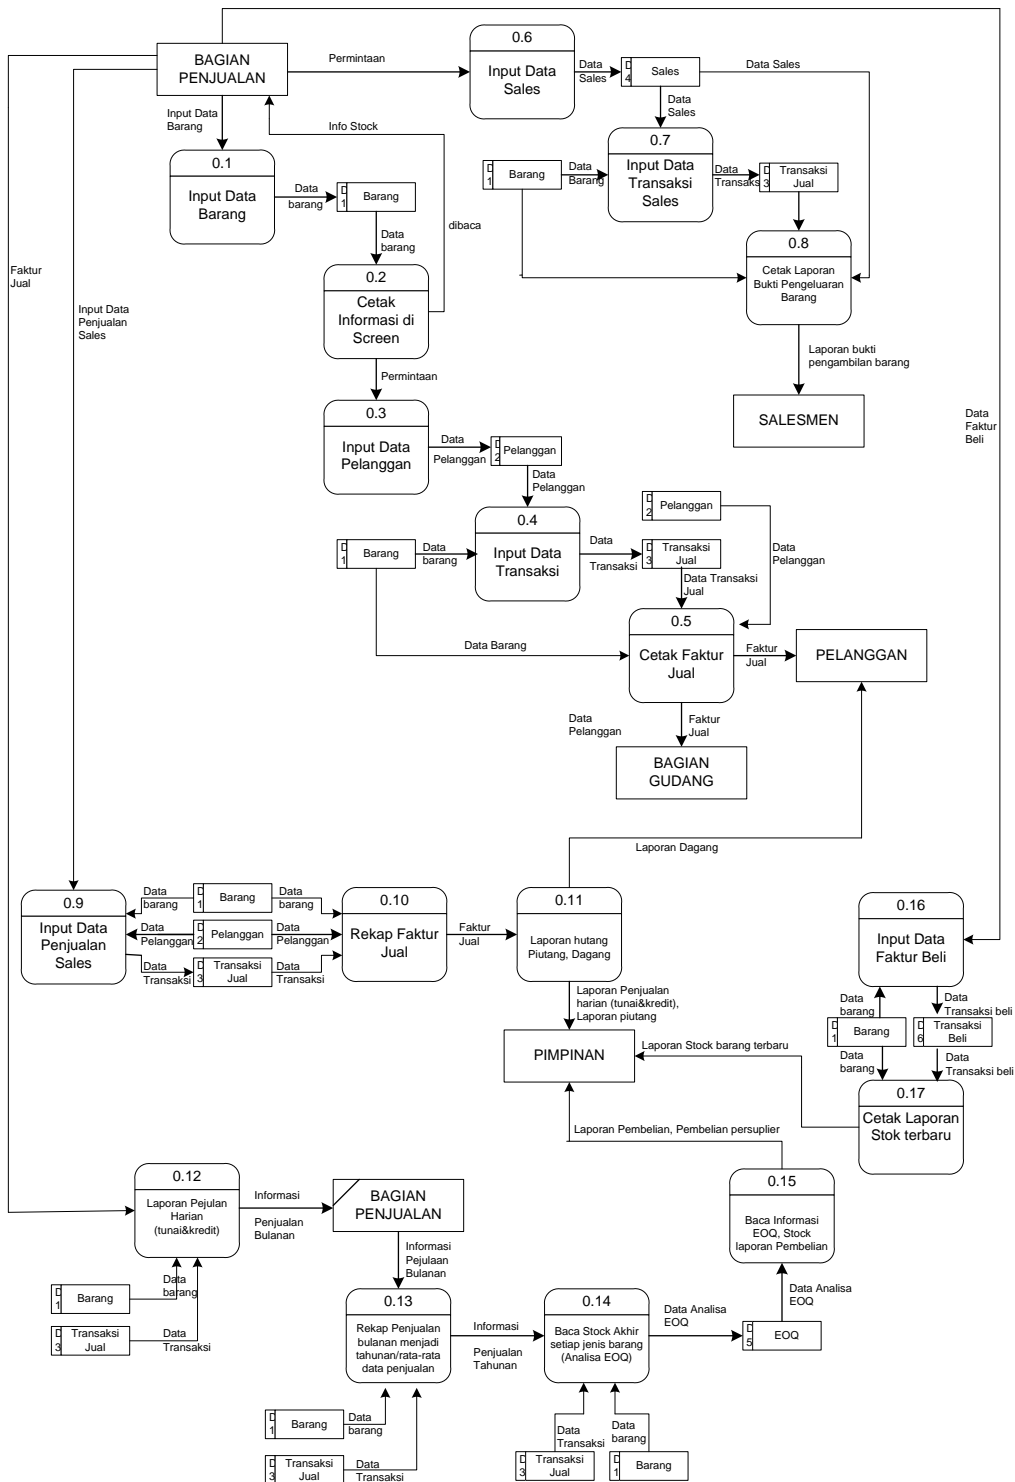 BAGIAN
PENJUALAN
Permintaan
0.6
Input Data
Sales
Data
Sales
D
4
Sales
Data Sales
Data
Sales
Input Data
Barang
Info Stock
0.1
Input Data
Barang
Data
barang
D
1
Barang
Data
barang
dibaca
D
1
Barang
Data
Barang
0.7
Input Data
Transaksi
Sales
Data
Transaksi
D
3
Transaksi
Jual
0.8
Cetak Laporan
Bukti Pengeluaran
Barang
Laporan bukti
pengambilan barang
SALESMEN
Faktur
Jual
Input Data
Penjualan
Sales
0.2
Cetak
Informasi di
Screen
Permintaan
Data
Faktur
Beli
0.3
Input Data
Pelanggan
Data
Pelanggan
D
2
Pelanggan
Data
Pelanggan
D
2
Pelanggan
Data
Pelanggan
D
1
Barang
Data
barang
0.4
Input Data
Transaksi
Data
Transaksi
D
3
Transaksi
Jual
Data Transaksi
Jual
Data Barang
0.5
Cetak Faktur
Jual
Faktur
Jual
PELANGGAN
Data
Pelanggan
Faktur
Jual
BAGIAN
GUDANG
Laporan Dagang
0.9
Input Data
Penjualan
Sales
Data
barang
D
1
Barang
Data
barang
Data
Pelanggan
D
2
Pelanggan
Data
Pelanggan
Data
Transaksi
D
3
Transaksi
Jual
Data
Transaksi
0.10
Rekap Faktur
Jual
Faktur
Jual
0.11
Laporan hutang
Piutang, Dagang
Laporan Penjualan
harian (tunai&kredit),
Laporan piutang
0.16
Input Data
Faktur Beli
Data
barang
Data
Transaksi beli
D
1
Barang
D
6
Transaksi
Beli
Data
barang
Data
Transaksi beli
PIMPINAN
Laporan Stock barang terbaru
0.17
Cetak Laporan
Stok terbaru
Laporan Pembelian, Pembelian persuplier
0.12
Laporan Pejulan
Harian
(tunai&kredit)
Informasi
Penjualan
Bulanan
BAGIAN
PENJUALAN
Informasi
Pejulaan
Bulanan
0.15
Baca Informasi
EOQ, Stock
laporan Pembelian
D
1
Barang
Data
barang
D
3
Transaksi
Jual
Data
Transaksi
0.13
Rekap Penjualan
bulanan menjadi
tahunan/rata-rata
data penjualan
Informasi
Penjualan
Tahunan
0.14
Baca Stock Akhir
setiap jenis barang
(Analisa EOQ)
Data Analisa
EOQ
D
5
EOQ
Data Analisa
EOQ
D
1
Barang
Data
barang
D
3
Transaksi
Jual
Data
Transaksi
Data
Transaksi
Data
barang
D
3
Transaksi
Jual
D
1
Barang